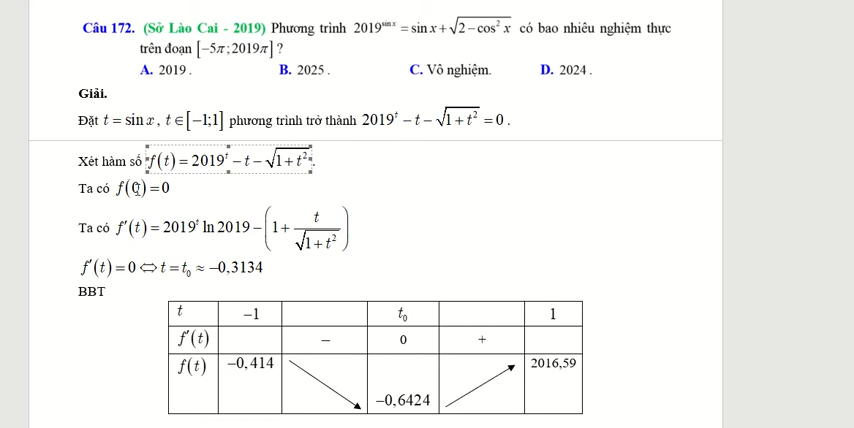 Câu 172. (Sở Lào Cai - 2019) Phương trình 2019^{sin x} = sin x + √(2 − cos² x) có bao nhiêu nghiệm thực
trên đoạn [−5π; 2019π] ?
A. 2019 . B. 2025 . C. Vô nghiệm. D. 2024 .
Giải.
Đặt t = sin x , t ∈ [−1;1] phương trình trở thành 2019^t − t − √(1 + t²) = 0 .
Xét hàm số f(t) = 2019^t − t − √(1 + t²).
Ta có f(0) = 0
Ta có f′(t) = 2019^t ln 2019 − (1 + t/√(1 + t²))
f′(t) = 0 ⇔ t = t₀ ≈ −0,3134
BBT
t −1 t₀ 1
f′(t) − 0 +
f(t) −0,414 2016,59
−0,6424